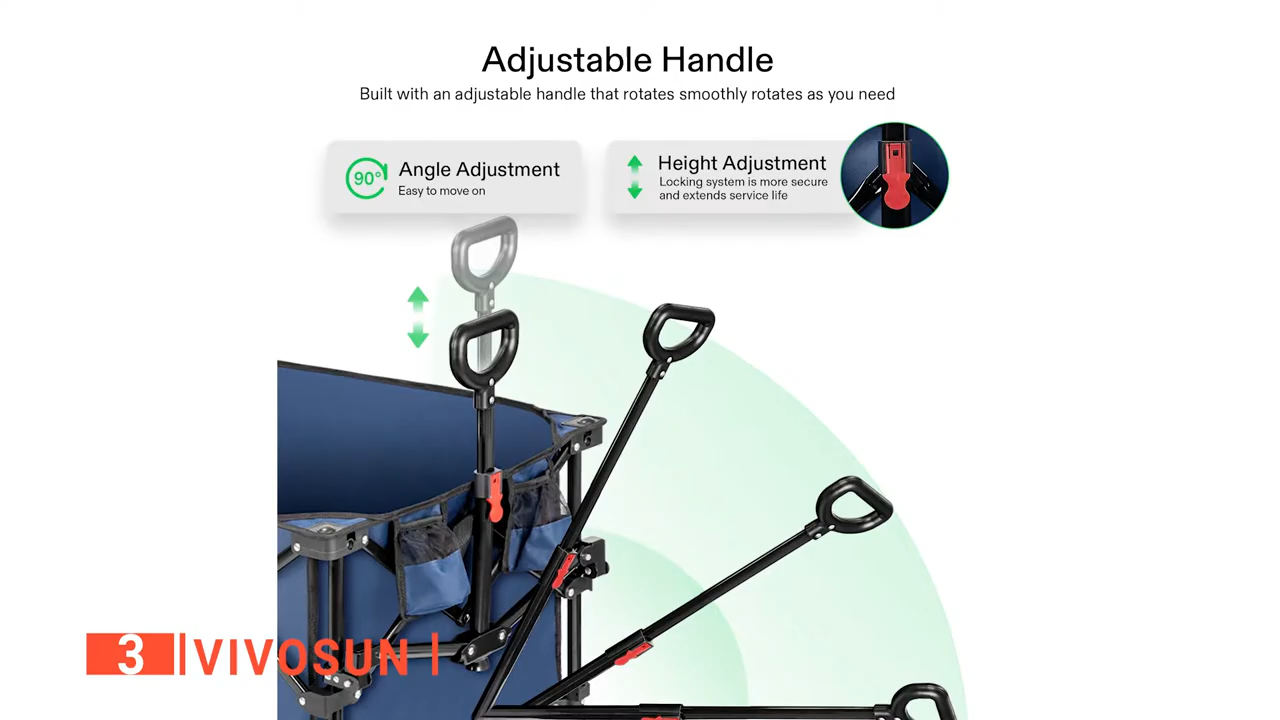 Adjustable Handle
Built with an adjustable handle that rotates smoothly rotates as you need
90°
Angle Adjustment
Easy to move on
Height Adjustment
Locking system is more secure
and extends service life
3
VIVOSUN